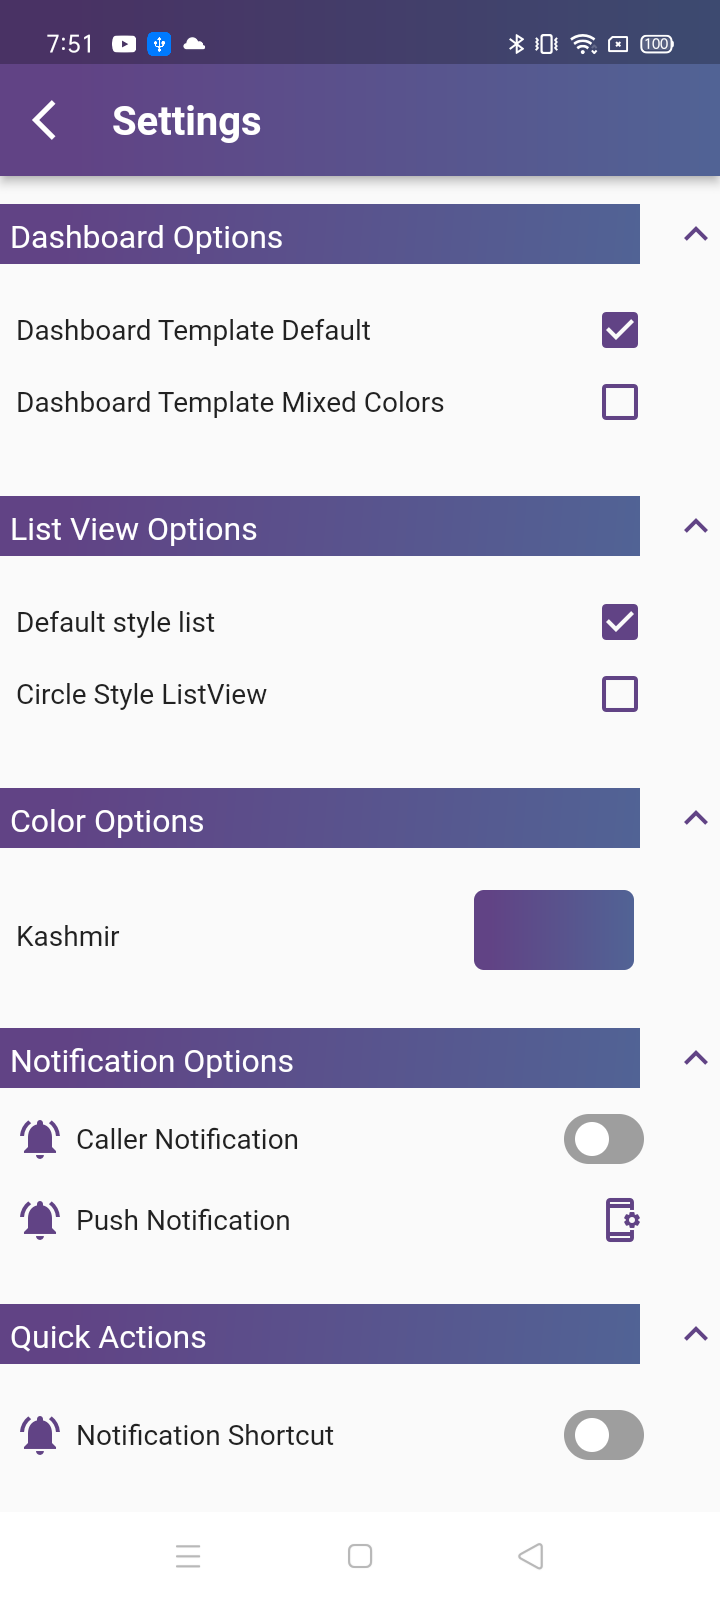 7:51
100
Settings
Dashboard Options
Dashboard Template Default
Dashboard Template Mixed Colors
List View Options
Default style list
Circle Style ListView
Color Options
Kashmir
Notification Options
Caller Notification
Push Notification
Quick Actions
Notification Shortcut